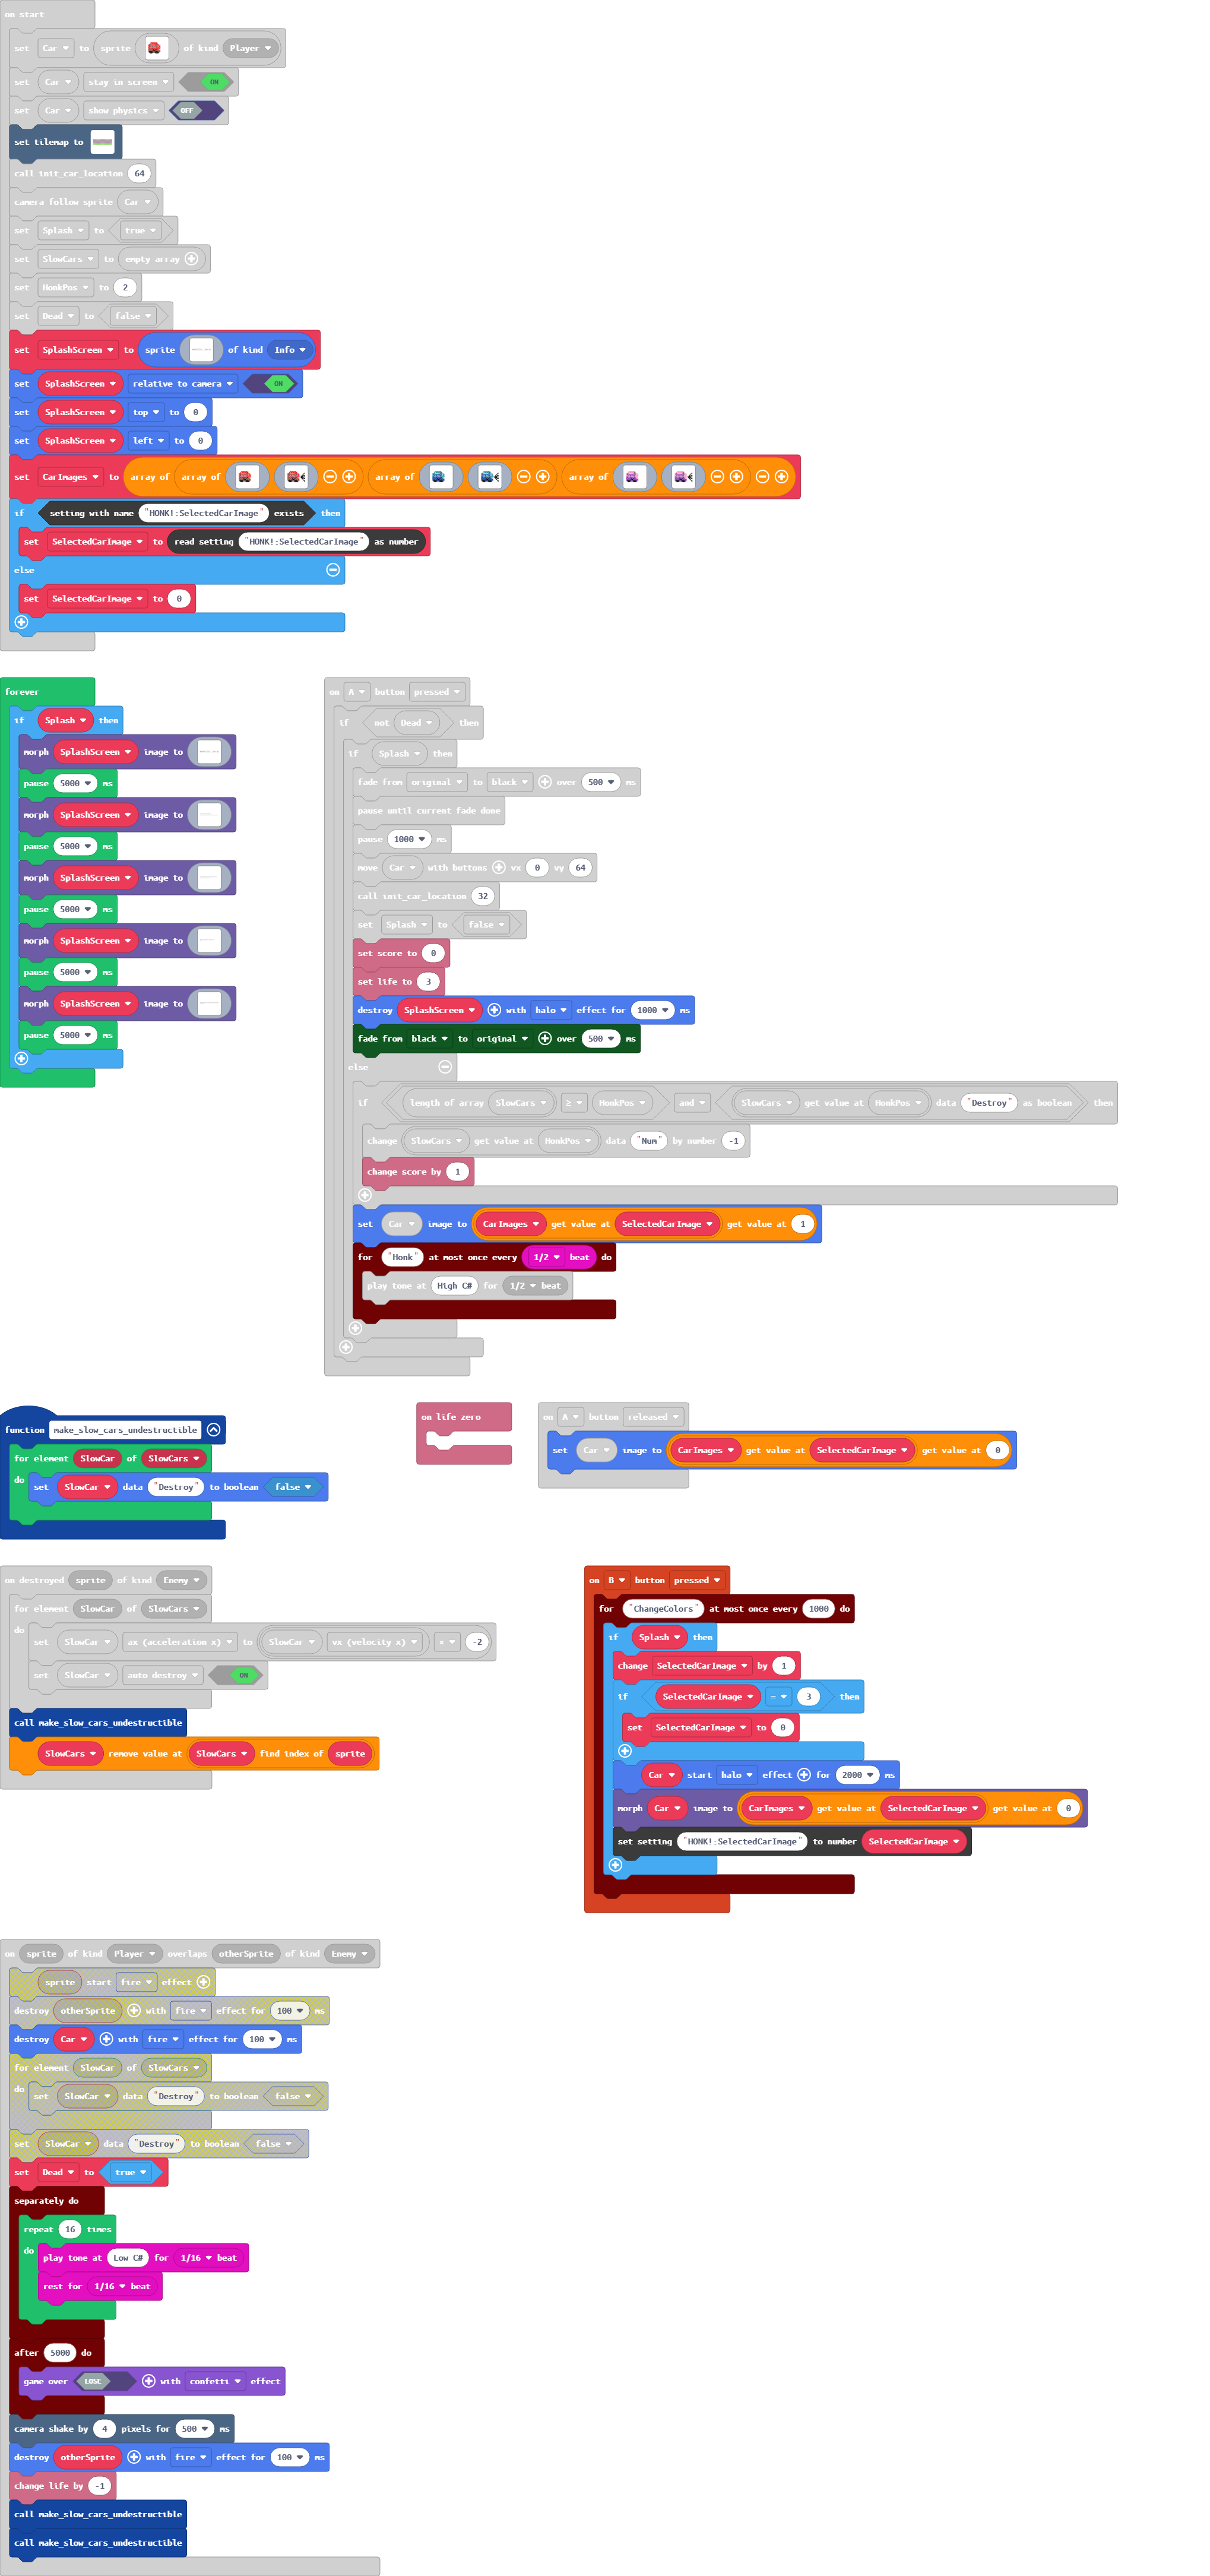 on start
set Car to sprite of kind Player
set Car stay in screen ON
set Car show physics OFF
set tilemap to
call init_car_location 64
camera follow sprite Car
set Splash to true
set SlowCars to empty array
set HonkPos to 2
set Dead to false
set SplashScreen to sprite of kind Info
set SplashScreen relative to camera ON
set SplashScreen top to 0
set SplashScreen left to 0
set CarImages to array of array of array of array of
if setting with name "HONK!:SelectedCarImage" exists then
set SelectedCarImage to read setting "HONK!:SelectedCarImage" as number
else
set SelectedCarImage to 0
forever
if Splash then
morph SplashScreen image to
pause 5000 ms
morph SplashScreen image to
pause 5000 ms
morph SplashScreen image to
pause 5000 ms
morph SplashScreen image to
pause 5000 ms
morph SplashScreen image to
pause 5000 ms
on A button pressed
if not Dead then
if Splash then
fade from original to black over 500 ms
pause until current fade done
pause 1000 ms
move Car with buttons vx 0 vy 64
call init_car_location 32
set Splash to false
set score to 0
set life to 3
destroy SplashScreen with halo effect for 1000 ms
fade from black to original over 500 ms
else
if length of array SlowCars ≥ HonkPos and SlowCars get value at HonkPos data "Destroy" as boolean then
change SlowCars get value at HonkPos data "Num" by number -1
change score by 1
set Car image to CarImages get value at SelectedCarImage get value at 1
for "Honk" at most once every 1/2 beat do
play tone at High C# for 1/2 beat
function make_slow_cars_undestructible
for element SlowCar of SlowCars
do set SlowCar data "Destroy" to boolean false
on life zero
on A button released
set Car image to CarImages get value at SelectedCarImage get value at 0
on destroyed sprite of kind Enemy
for element SlowCar of SlowCars
do set SlowCar ax (acceleration x) to SlowCar vx (velocity x) × -2
set SlowCar auto destroy ON
call make_slow_cars_undestructible
SlowCars remove value at SlowCars find index of sprite
on B button pressed
for "ChangeColors" at most once every 1000 do
if Splash then
change SelectedCarImage by 1
if SelectedCarImage = 3 then
set SelectedCarImage to 0
Car start halo effect for 2000 ms
morph Car image to CarImages get value at SelectedCarImage get value at 0
set setting "HONK!:SelectedCarImage" to number SelectedCarImage
on sprite of kind Player overlaps otherSprite of kind Enemy
sprite start fire effect
destroy otherSprite with fire effect for 100 ms
destroy Car with fire effect for 100 ms
for element SlowCar of SlowCars
do set SlowCar data "Destroy" to boolean false
set SlowCar data "Destroy" to boolean false
set Dead to true
separately do
repeat 16 times
do play tone at Low C# for 1/16 beat
rest for 1/16 beat
after 5000 do
game over LOSE with confetti effect
camera shake by 4 pixels for 500 ms
destroy otherSprite with fire effect for 100 ms
change life by -1
call make_slow_cars_undestructible
call make_slow_cars_undestructible